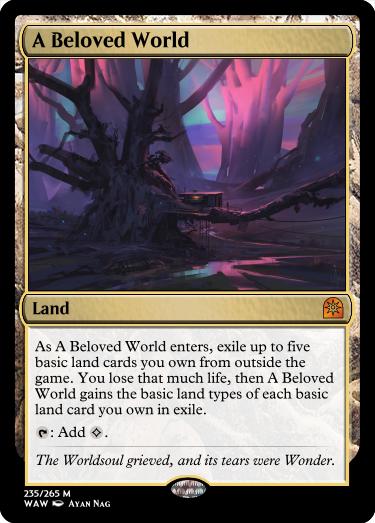 A Beloved World
Land
As A Beloved World enters, exile up to five
basic land cards you own from outside the
game. You lose that much life, then A Beloved
World gains the basic land types of each basic
land card you own in exile.
: Add .
The Worldsoul grieved, and its tears were Wonder.
235/265 M
WAW Ayan Nag